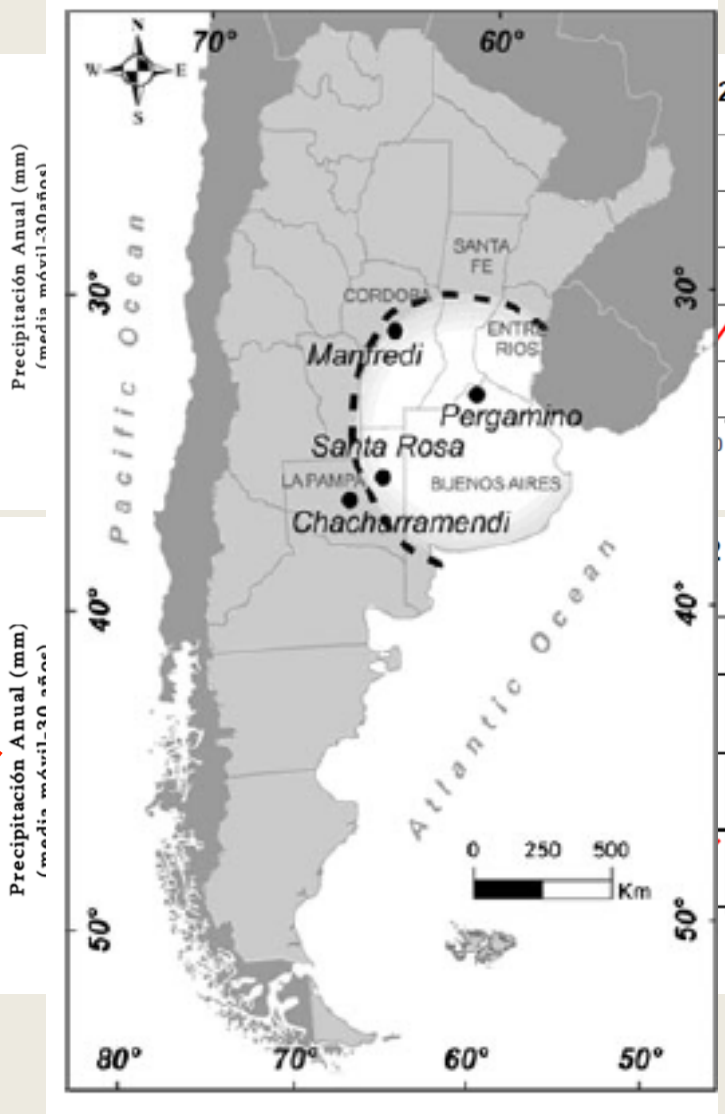 70°
60°
N
W
E
S
Precipitación Anual (mm)
(media móvil-30años)
Pacific Ocean
30°
30°
SANTA
FE
CORDOBA
ENTRE
RIOS
Manfredi
Pergamino
Santa Rosa
LA PAMPA
BUENOS AIRES
Chacharramendi
40°
40°
Precipitación Anual (mm)
(media móvil-30 años)
Atlantic Ocean
0 250 500
Km
50°
50°
80° 70° 60° 50°